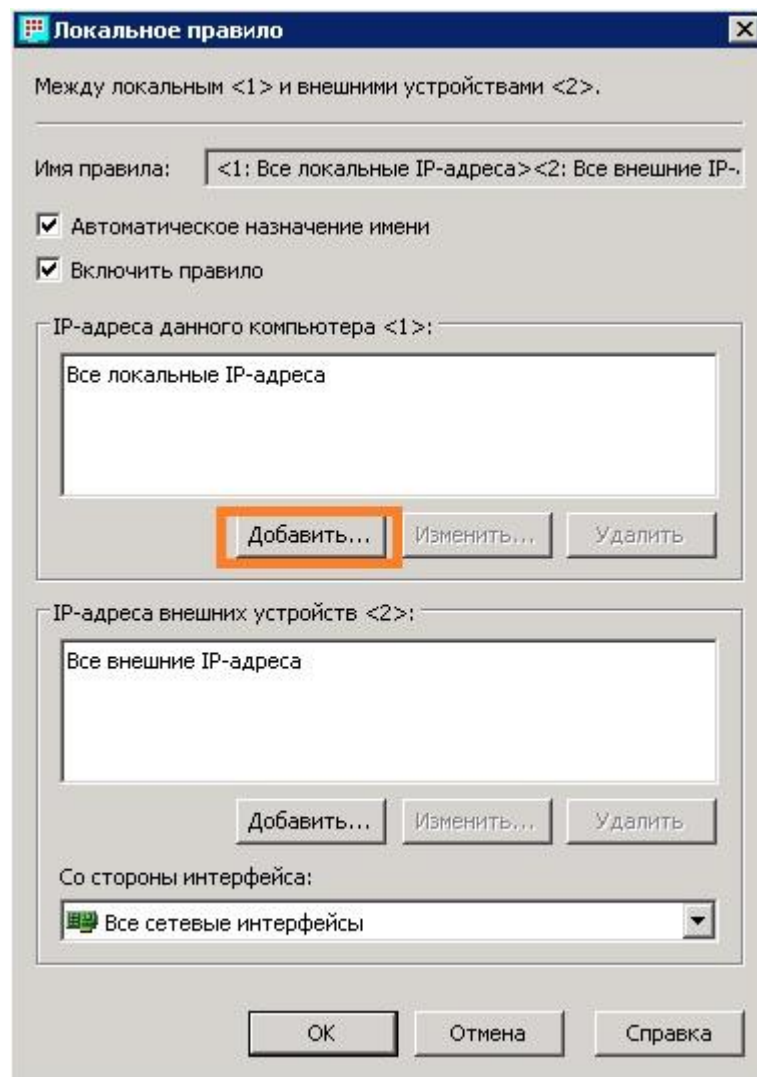 Локальное правило
Между локальным <1> и внешними устройствами <2>.
Имя правила: <1: Все локальные IP-адреса><2: Все внешние IP-.
Автоматическое назначение имени
Включить правило
IP-адреса данного компьютера <1>:
Все локальные IP-адреса
Добавить... Изменить... Удалить
IP-адреса внешних устройств <2>:
Все внешние IP-адреса
Добавить... Изменить... Удалить
Со стороны интерфейса:
Все сетевые интерфейсы
OK Отмена Справка